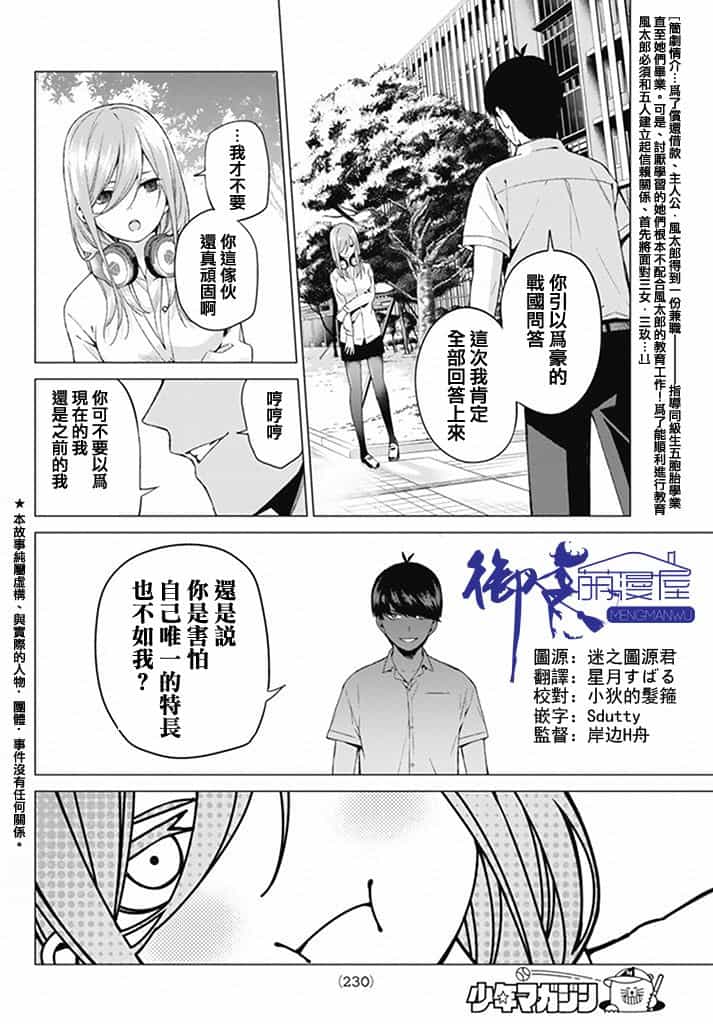 [簡劇情介…爲了償還借款、主人公．風太郎得到一份兼職——指導同級生五胞胎學業
直至她們畢業。可是、討厭學習的她們根本不配合風太郎的教育工作！爲了能順利進行教育
風太郎必須和五人建立起信賴關係、首先將面對三女．三玖…！]
你引以爲豪的
戰國問答
這次我肯定
全部回答上來
…我才不要
你這傢伙
還真頑固啊
哼哼哼
你可不要以爲
現在的我
還是之前的我
御宅
萌漫屋
MENGMANWU
圖源：迷之圖源君
翻譯：星月すばる
校對：小狄的髮箍
嵌字：Sdutty
監督：岸边H舟
還是説
你是害怕
自己唯一的特長
也不如我？
★本故事純屬虛構、與實際的人物．團體．事件沒有任何關係。
(230)
少年マガジン